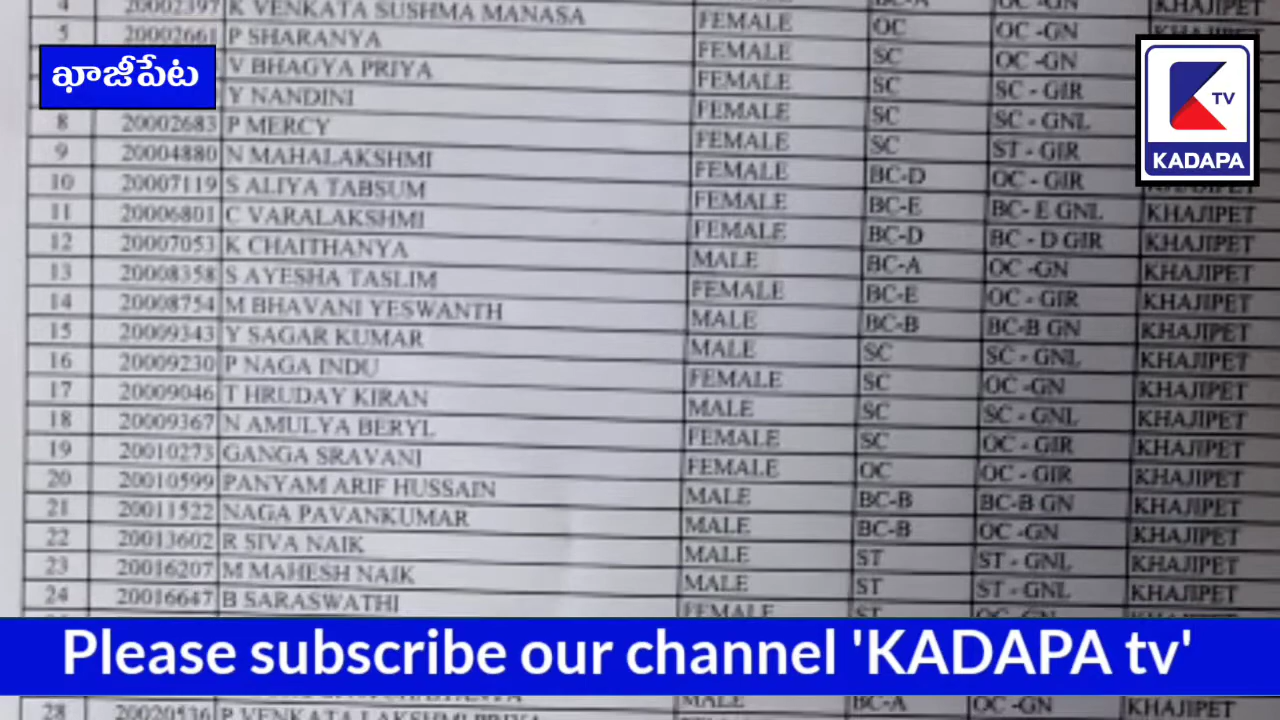 4 20002397 K VENKATA SUSHMA MANASA FEMALE OC OC -GN
5 20002661 P SHARANYA FEMALE SC OC -GN
V BHAGYA PRIYA FEMALE SC SC - GIR
Y NANDINI FEMALE SC SC - GNL
8 20002683 P MERCY FEMALE SC ST - GIR
9 20004880 N MAHALAKSHMI FEMALE BC-D OC - GIR
10 20007119 S ALIYA TABSUM FEMALE BC-E BC- E GNL KHAJIPET
11 20006801 C VARALAKSHMI FEMALE BC-D BC - D GIR KHAJIPET
12 20007053 K CHAITHANYA MALE BC-A OC -GN KHAJIPET
13 20008358 S AYESHA TASLIM FEMALE BC-E OC - GIR KHAJIPET
14 20008754 M BHAVANI YESWANTH MALE BC-B BC-B GN KHAJIPET
15 20009343 Y SAGAR KUMAR MALE SC SC - GNL KHAJIPET
16 20009230 P NAGA INDU FEMALE SC OC -GN KHAJIPET
17 20009046 T HRUDAY KIRAN MALE SC SC - GNL KHAJIPET
18 20009367 N AMULYA BERYL FEMALE SC OC - GIR KHAJIPET
19 20010273 GANGA SRAVANI FEMALE OC OC - GIR KHAJIPET
20 20010599 PANYAM ARIF HUSSAIN MALE BC-B BC-B GN KHAJIPET
21 20011522 NAGA PAVANKUMAR MALE BC-B OC -GN KHAJIPET
22 20013602 R SIVA NAIK MALE ST ST - GNL KHAJIPET
23 20016207 M MAHESH NAIK MALE ST ST - GNL KHAJIPET
24 20016647 B SARASWATHI FEMALE ST OC -GN
MALE BC-A OC -GN KHAJIPET
28 20020536 P VENKATA LAKSHMI PRIYA
ఖాజీపేట
TV
KADAPA
Please subscribe our channel 'KADAPA tv'